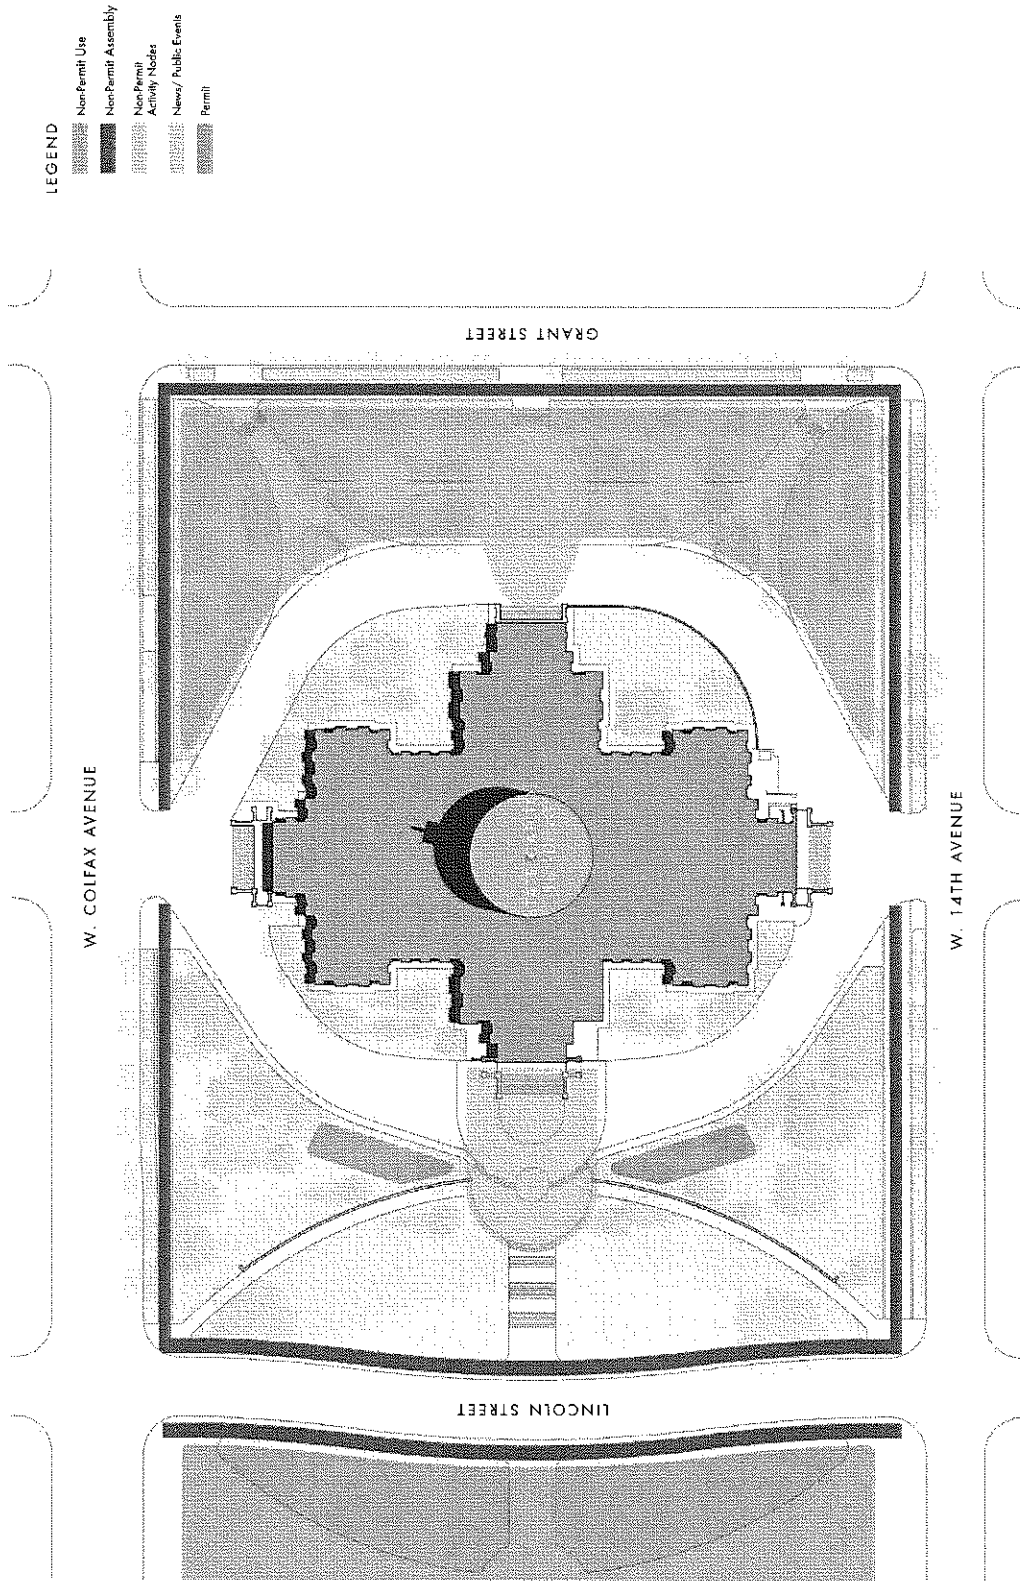 LEGEND
Non-Permit Use
Non-Permit Assembly
Non-Permit
Activity Nodes
News/ Public Events
Permit
GRANT STREET
W. COLFAX AVENUE
W. 14TH AVENUE
LINCOLN STREET